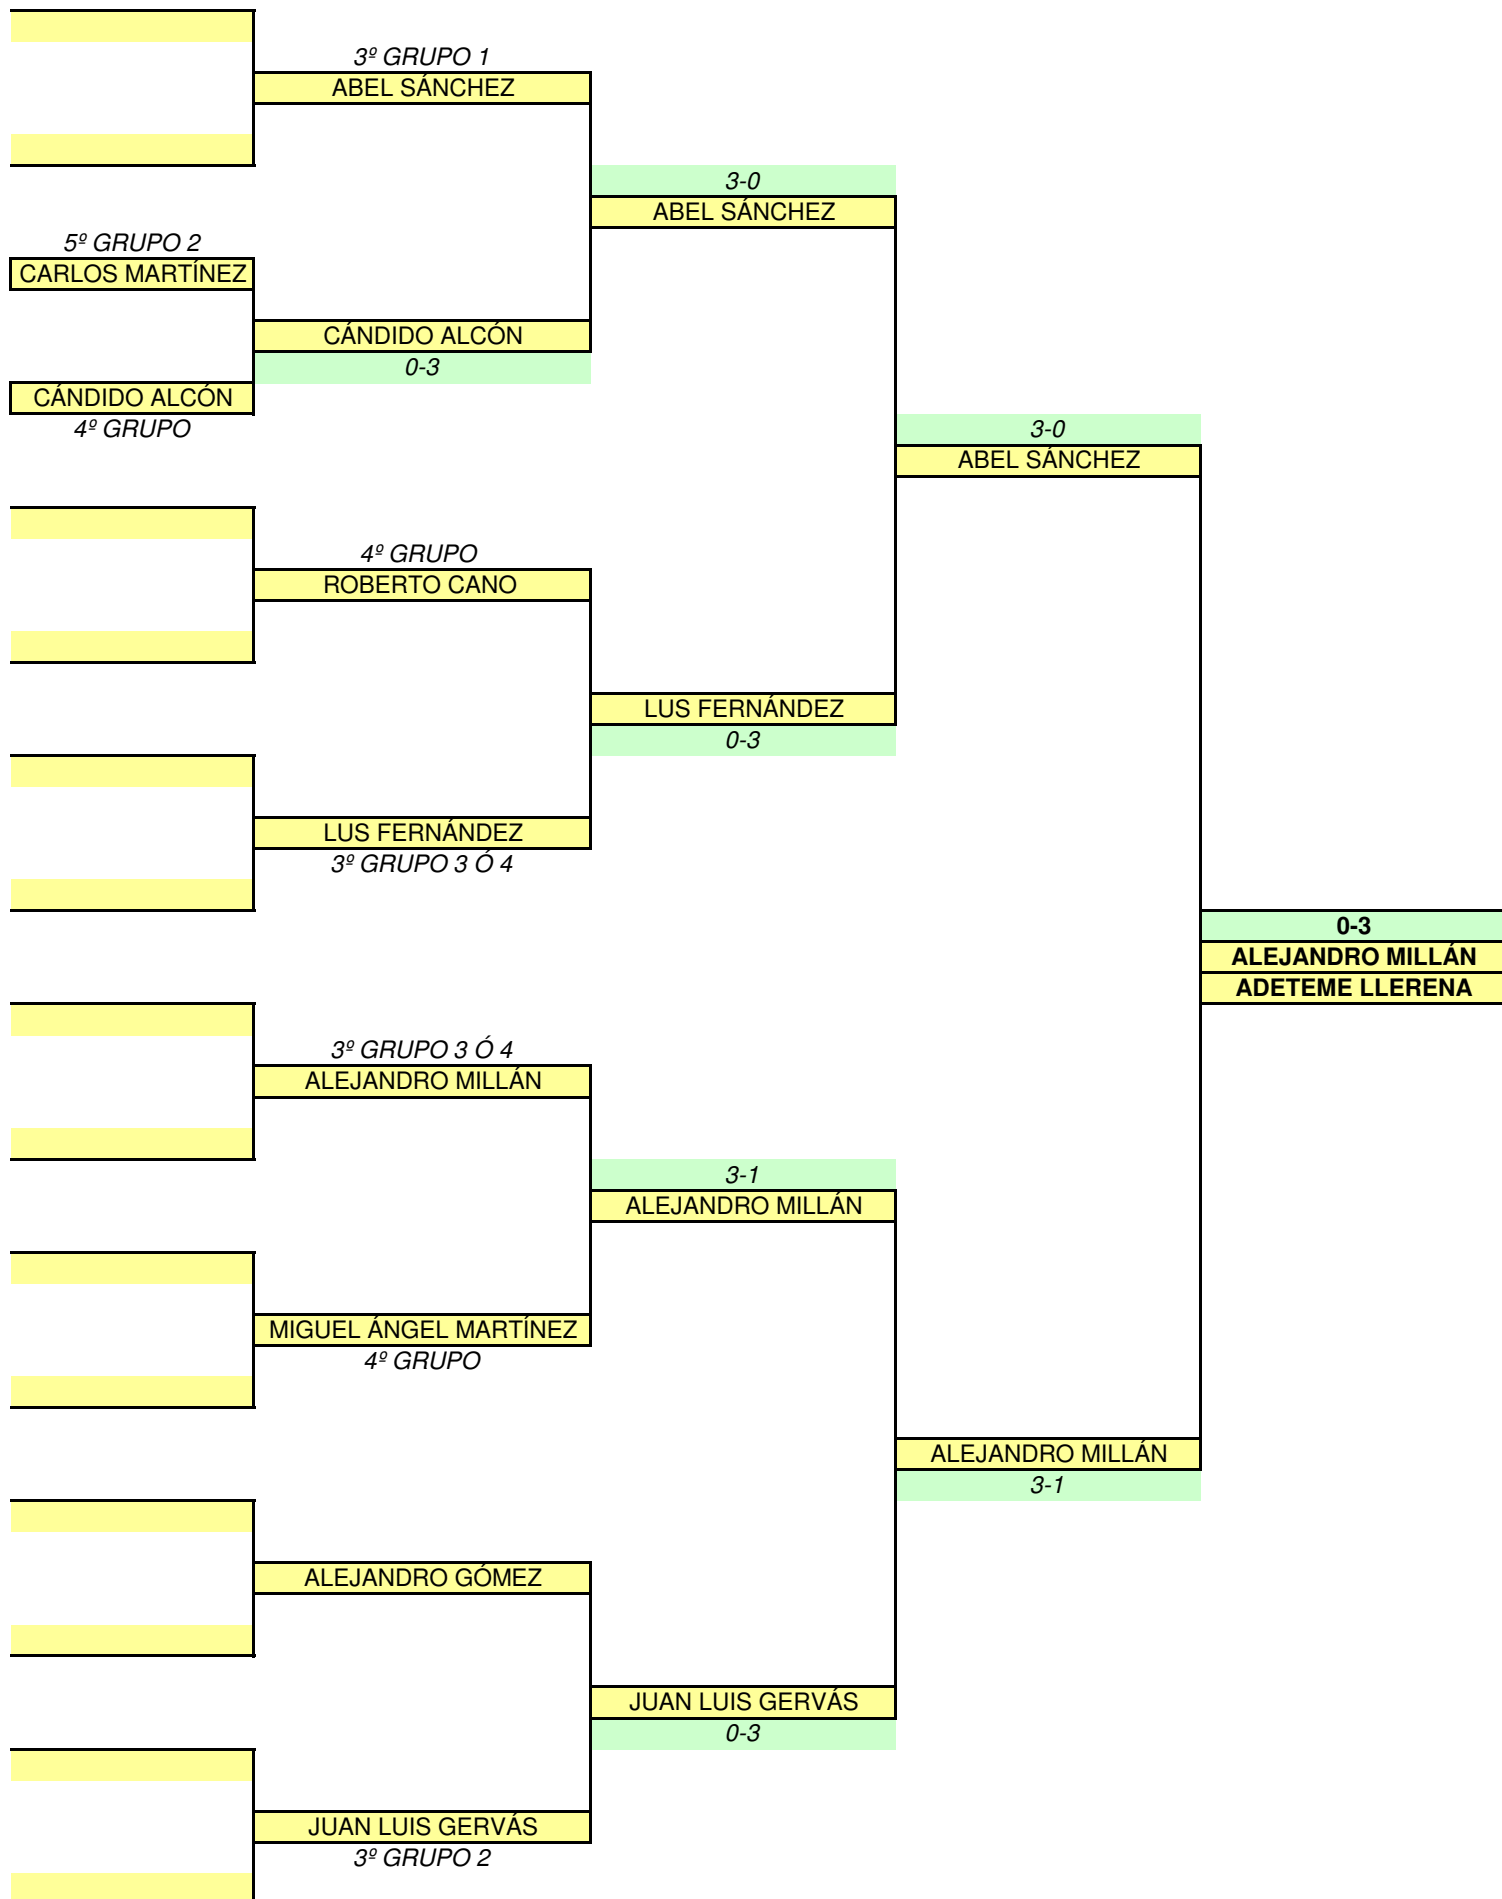 3º GRUPO 1
ABEL SÁNCHEZ
3-0
ABEL SÁNCHEZ
5º GRUPO 2
CARLOS MARTÍNEZ
CÁNDIDO ALCÓN
0-3
CÁNDIDO ALCÓN
4º GRUPO
3-0
ABEL SÁNCHEZ
4º GRUPO
ROBERTO CANO
LUS FERNÁNDEZ
0-3
LUS FERNÁNDEZ
3º GRUPO 3 Ó 4
0-3
ALEJANDRO MILLÁN
ADETEME LLERENA
3º GRUPO 3 Ó 4
ALEJANDRO MILLÁN
3-1
ALEJANDRO MILLÁN
MIGUEL ÁNGEL MARTÍNEZ
4º GRUPO
ALEJANDRO MILLÁN
3-1
ALEJANDRO GÓMEZ
JUAN LUIS GERVÁS
0-3
JUAN LUIS GERVÁS
3º GRUPO 2